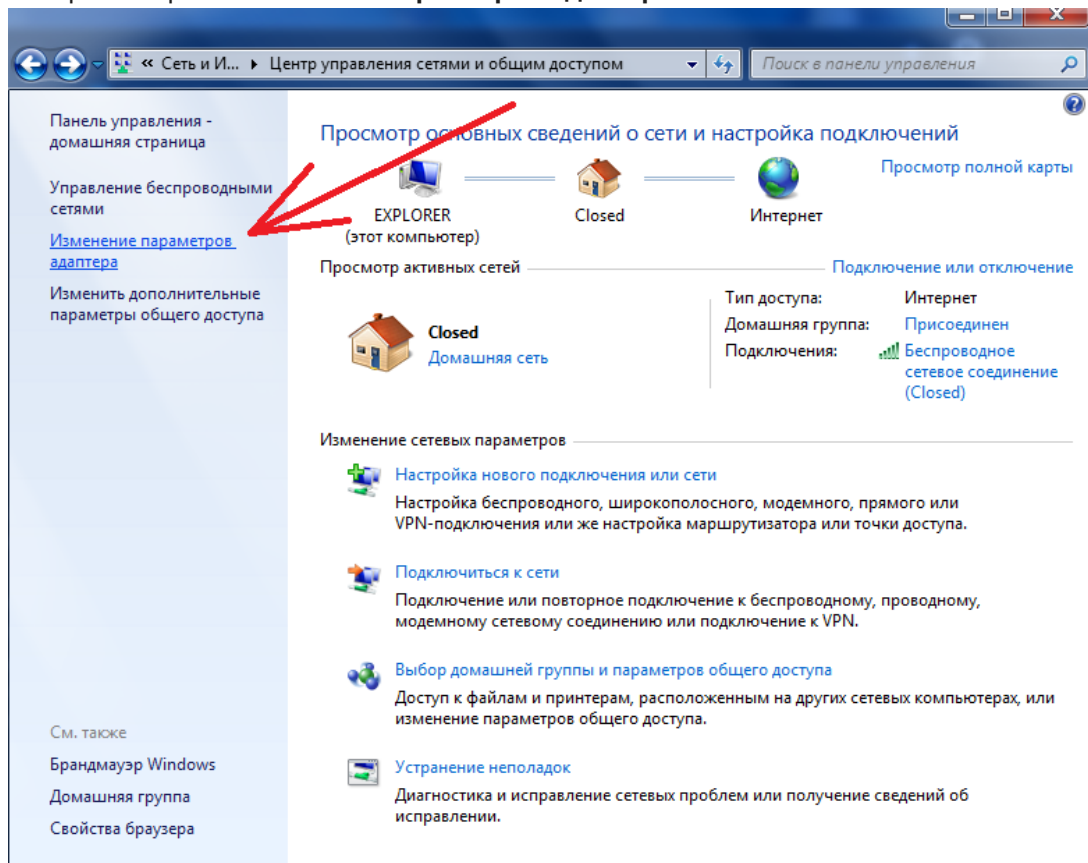 « Сеть и И... ▸ Центр управления сетями и общим доступом
Поиск в панели управления
Панель управления -
домашняя страница
Управление беспроводными
сетями
Изменение параметров
адаптера
Изменить дополнительные
параметры общего доступа
См. также
Брандмауэр Windows
Домашняя группа
Свойства браузера
Просмотр основных сведений о сети и настройка подключений
Просмотр полной карты
EXPLORER
(этот компьютер)
Closed
Интернет
Просмотр активных сетей
Подключение или отключение
Closed
Домашняя сеть
Тип доступа: Интернет
Домашняя группа: Присоединен
Подключения: Беспроводное
сетевое соединение
(Closed)
Изменение сетевых параметров
Настройка нового подключения или сети
Настройка беспроводного, широкополосного, модемного, прямого или
VPN-подключения или же настройка маршрутизатора или точки доступа.
Подключиться к сети
Подключение или повторное подключение к беспроводному, проводному,
модемному сетевому соединению или подключение к VPN.
Выбор домашней группы и параметров общего доступа
Доступ к файлам и принтерам, расположенным на других сетевых компьютерах, или
изменение параметров общего доступа.
Устранение неполадок
Диагностика и исправление сетевых проблем или получение сведений об
исправлении.